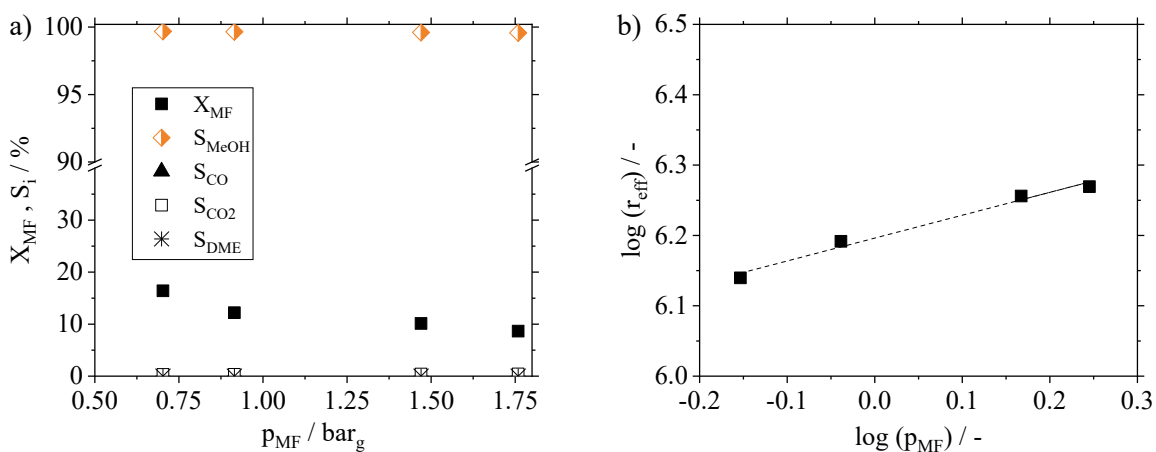 a)
X_MF , S_i / %
100
95
90
30
20
10
0
X_MF
S_MeOH
S_CO
S_CO2
S_DME
0.50 0.75 1.00 1.25 1.50 1.75
p_MF / bar_g
b)
log (r_eff) / -
6.5
6.3
6.2
6.1
6.0
-0.2 -0.1 0.0 0.1 0.2 0.3
log (p_MF) / -